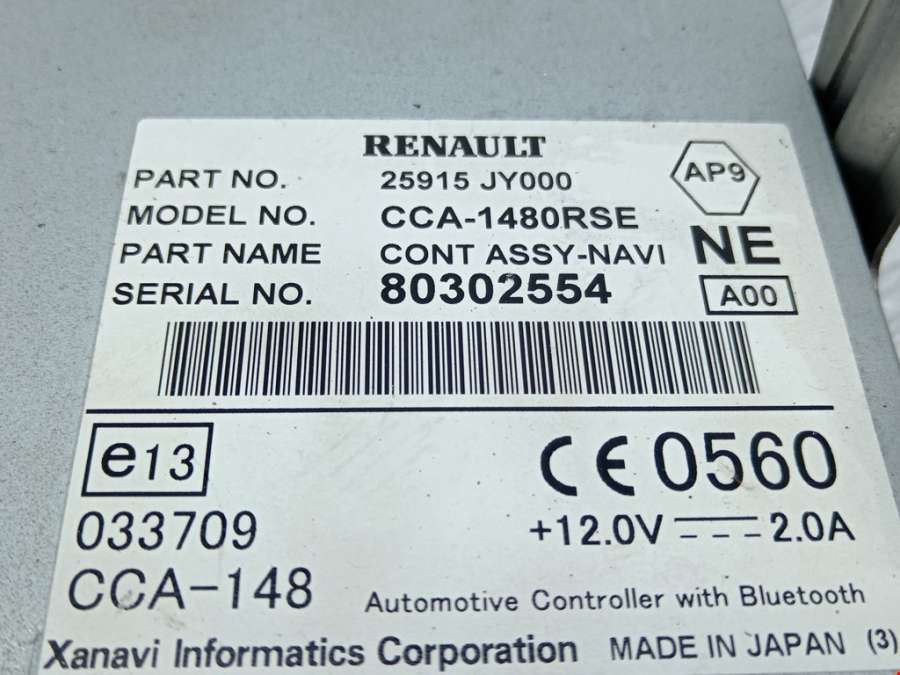 RENAULT
PART NO. 25915 JY000 AP9
MODEL NO. CCA-1480RSE
PART NAME CONT ASSY-NAVI NE
SERIAL NO. 80302554 A00
e13 CE0560
033709 +12.0V 2.0A
CCA-148 Automotive Controller with Bluetooth
Xanavi Informatics Corporation MADE IN JAPAN (3)